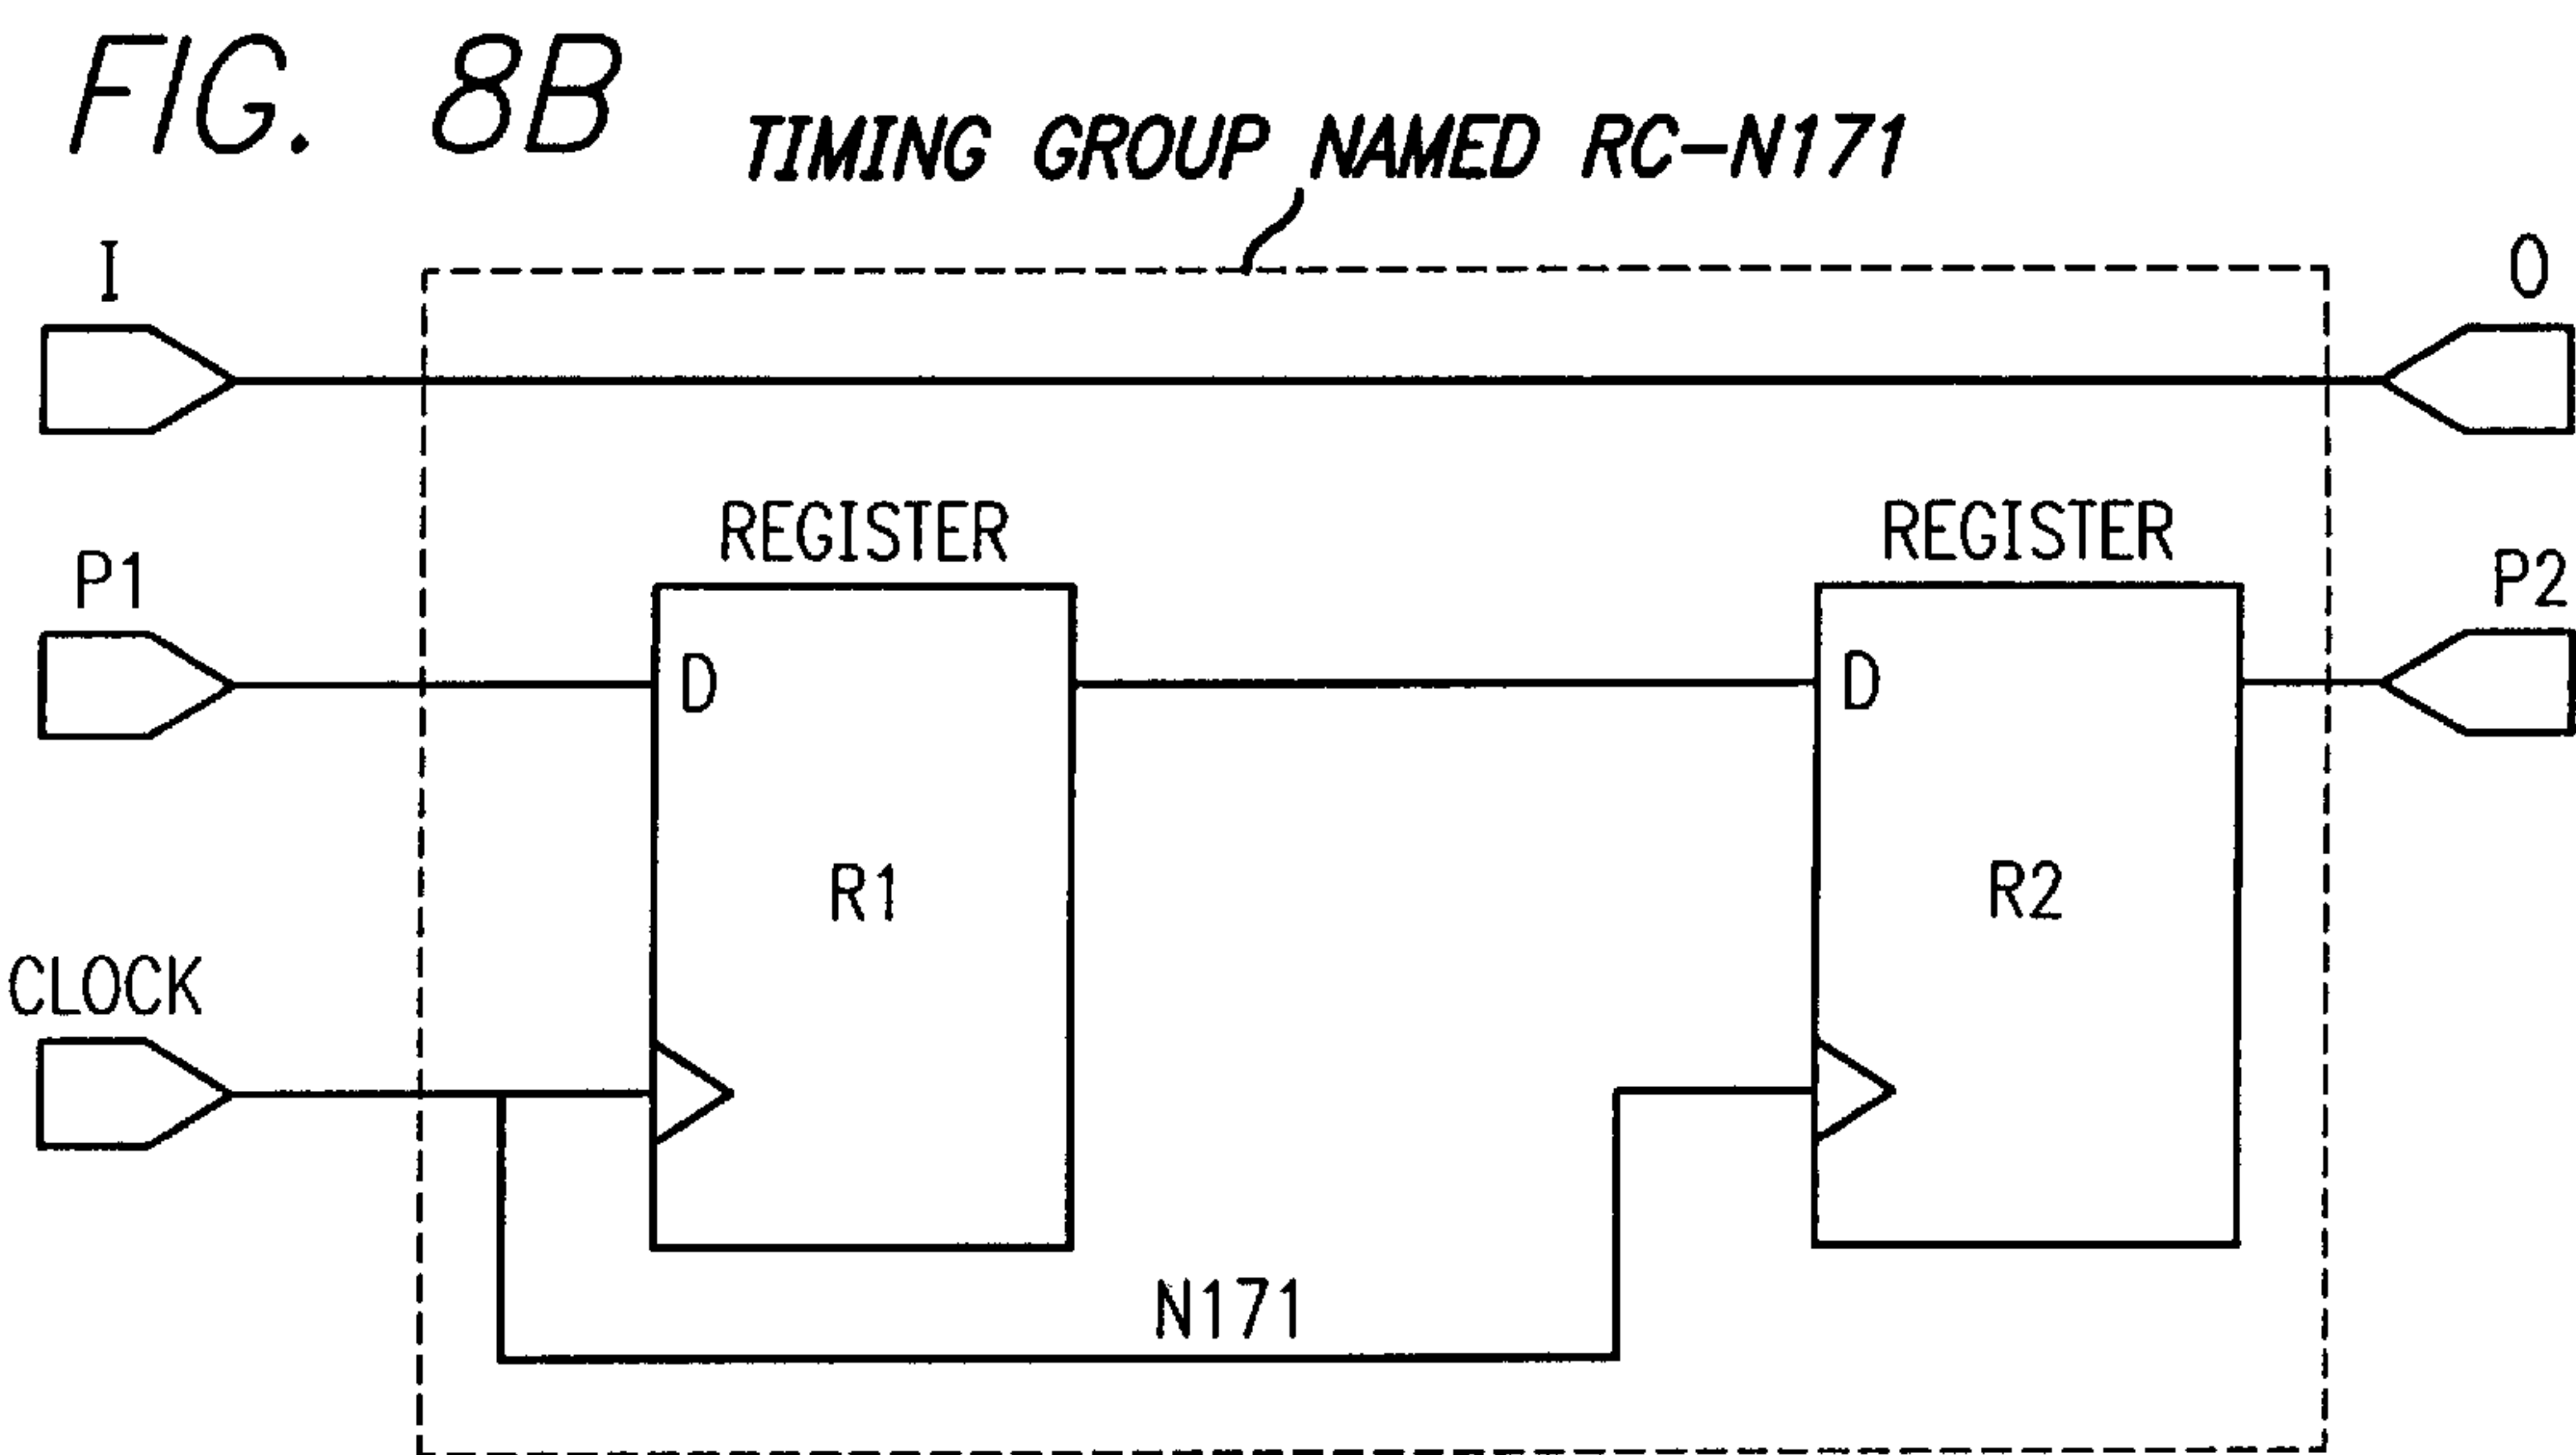 FIG. 8B
TIMING GROUP NAMED RC-N171
I
O
REGISTER
REGISTER
P1
P2
D
D
R1
R2
CLOCK
N171